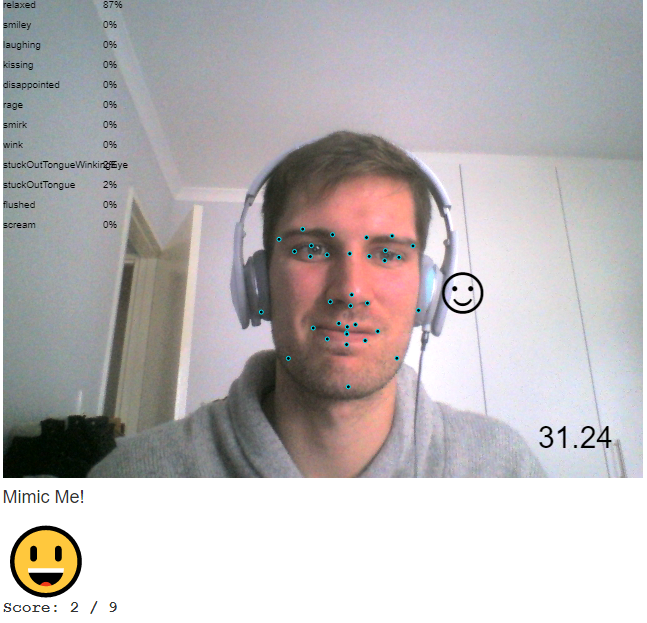 relaxed 87%
smiley 0%
laughing 0%
kissing 0%
disappointed 0%
rage 0%
smirk 0%
wink 0%
stuckOutTongueWinkingEye 2%
stuckOutTongue 2%
flushed 0%
scream 0%
31.24
Mimic Me!
Score: 2 / 9